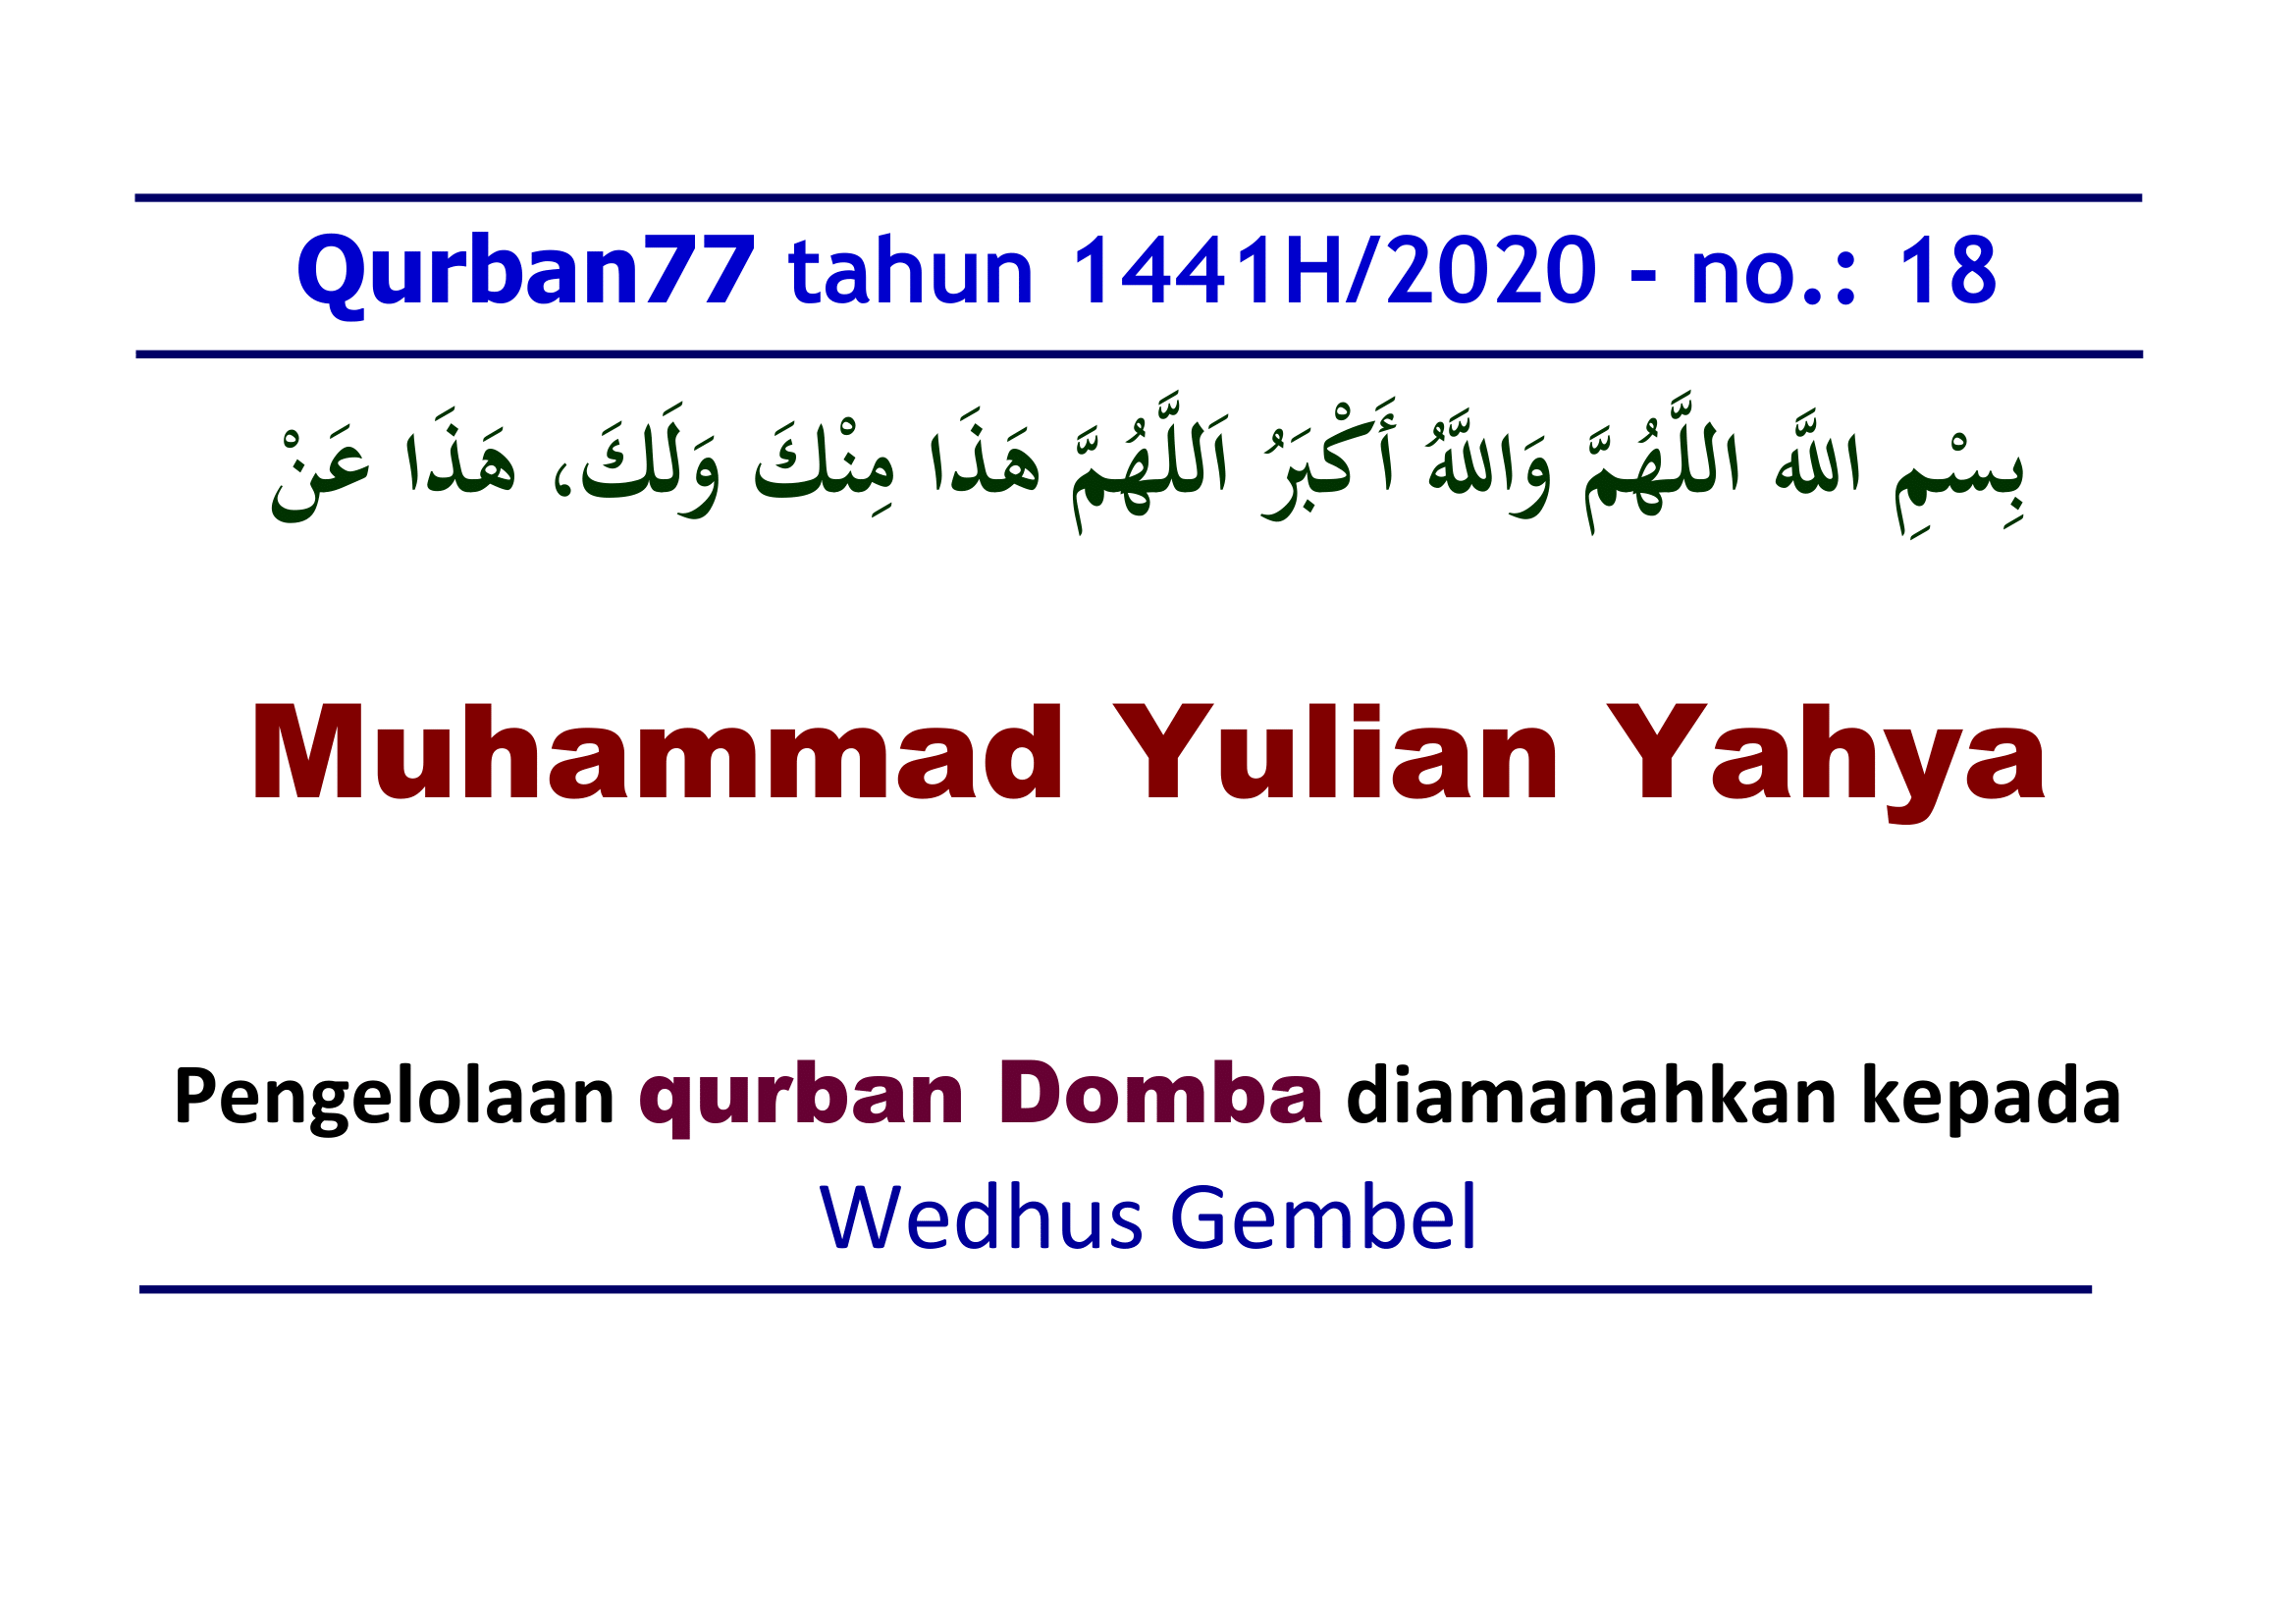 Qurban77 tahun 1441H/2020 - no.: 18
بِسْمِ اللَّه اَللَّهُمَّ وَاللَّهُ أَكْبَرُ اَللَّهُمَّ هَذَا مِنْكَ وَلَكَ، هَذَا عَنْ
Muhammad Yulian Yahya
Pengelolaan qurban Domba diamanahkan kepada
Wedhus Gembel